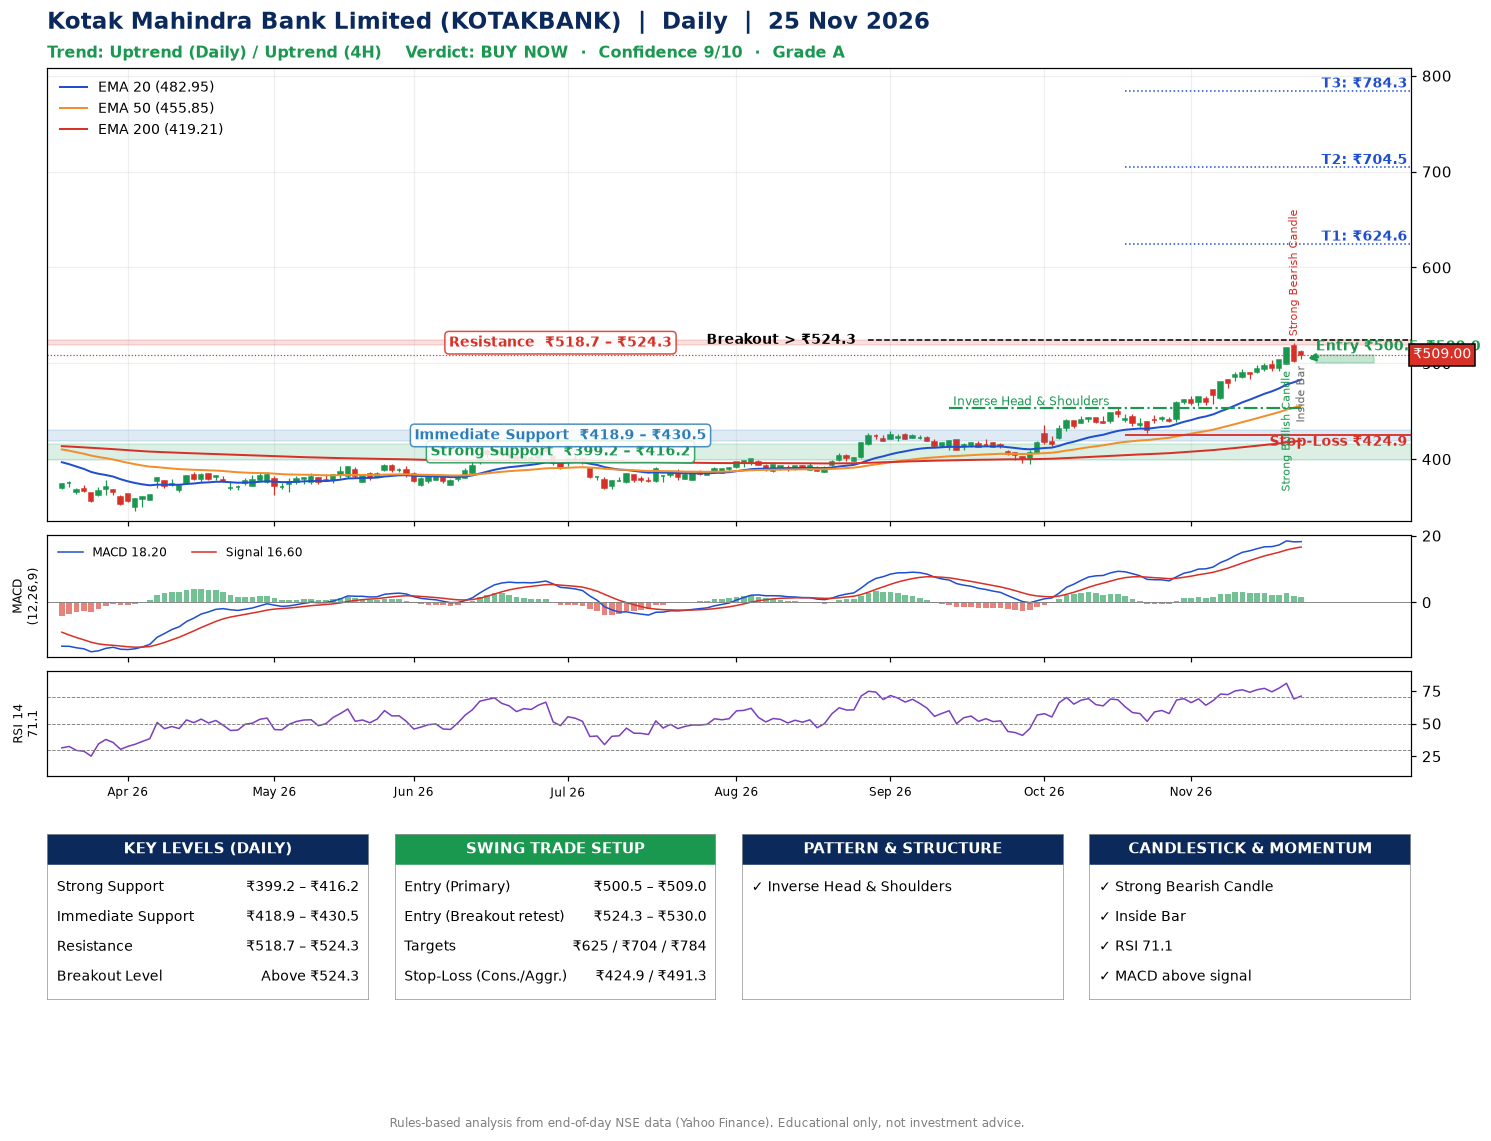 Kotak Mahindra Bank Limited (KOTAKBANK)  |  Daily  |  25 Nov 2026
Trend: Uptrend (Daily) / Uptrend (4H)    Verdict: BUY NOW  ·  Confidence 9/10  ·  Grade A
EMA 20 (482.95)
EMA 50 (455.85)
EMA 200 (419.21)
T3: ₹784.3
T2: ₹704.5
T1: ₹624.6
Strong Bearish Candle
Resistance  ₹518.7 – ₹524.3
Breakout > ₹524.3
Entry ₹500.5
₹509.00
Inverse Head & Shoulders
Strong Bullish Candle
Inside Bar
Immediate Support  ₹418.9 – ₹430.5
Strong Support  ₹399.2 – ₹416.2
Stop-Loss ₹424.9
800
700
600
500
400
MACD 18.20
Signal 16.60
MACD
(12,26,9)
20
0
RSI 14
71.1
75
50
25
Apr 26
May 26
Jun 26
Jul 26
Aug 26
Sep 26
Oct 26
Nov 26
KEY LEVELS (DAILY)
Strong Support ₹399.2 – ₹416.2
Immediate Support ₹418.9 – ₹430.5
Resistance ₹518.7 – ₹524.3
Breakout Level Above ₹524.3
SWING TRADE SETUP
Entry (Primary) ₹500.5 – ₹509.0
Entry (Breakout retest) ₹524.3 – ₹530.0
Targets ₹625 / ₹704 / ₹784
Stop-Loss (Cons./Aggr.) ₹424.9 / ₹491.3
PATTERN & STRUCTURE
✓ Inverse Head & Shoulders
CANDLESTICK & MOMENTUM
✓ Strong Bearish Candle
✓ Inside Bar
✓ RSI 71.1
✓ MACD above signal
Rules-based analysis from end-of-day NSE data (Yahoo Finance). Educational only, not investment advice.